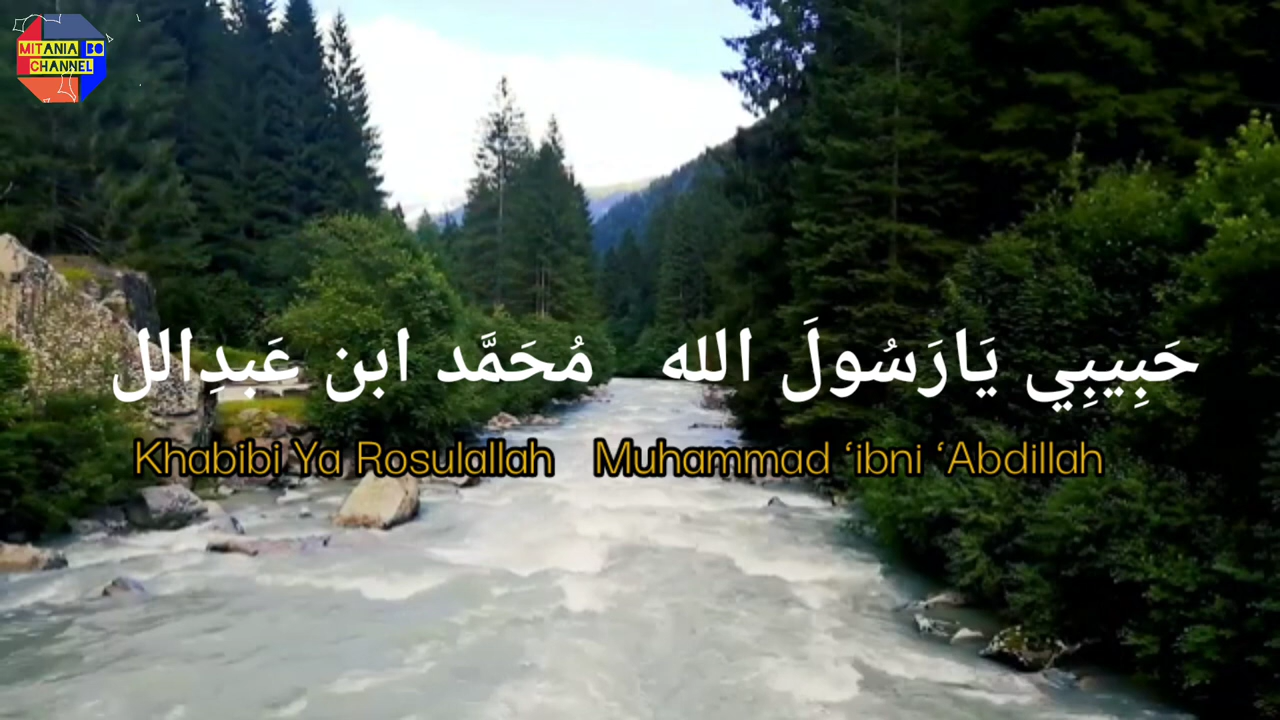 MITANIA BO
CHANNEL
حَبِيبِي يَارَسُولَ الله   مُحَمَّد ابن عَبدِالل
Khabibi Ya Rosulallah   Muhammad ‘ibni ‘Abdillah